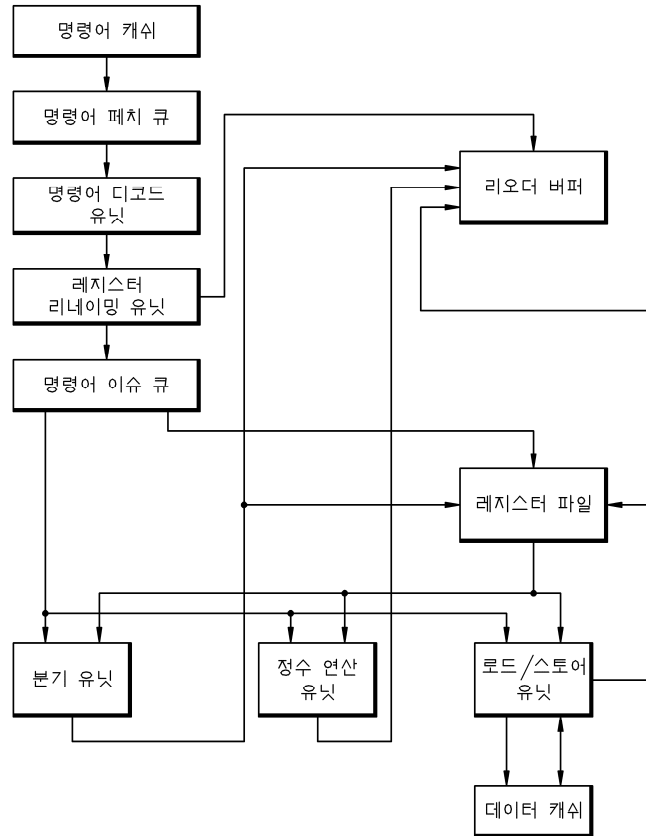 명령어 캐쉬
명령어 페치 큐
명령어 디코드
유닛
레지스터
리네이밍 유닛
명령어 이슈 큐
리오더 버퍼
레지스터 파일
분기 유닛
정수 연산
유닛
로드/스토어
유닛
데이터 캐쉬